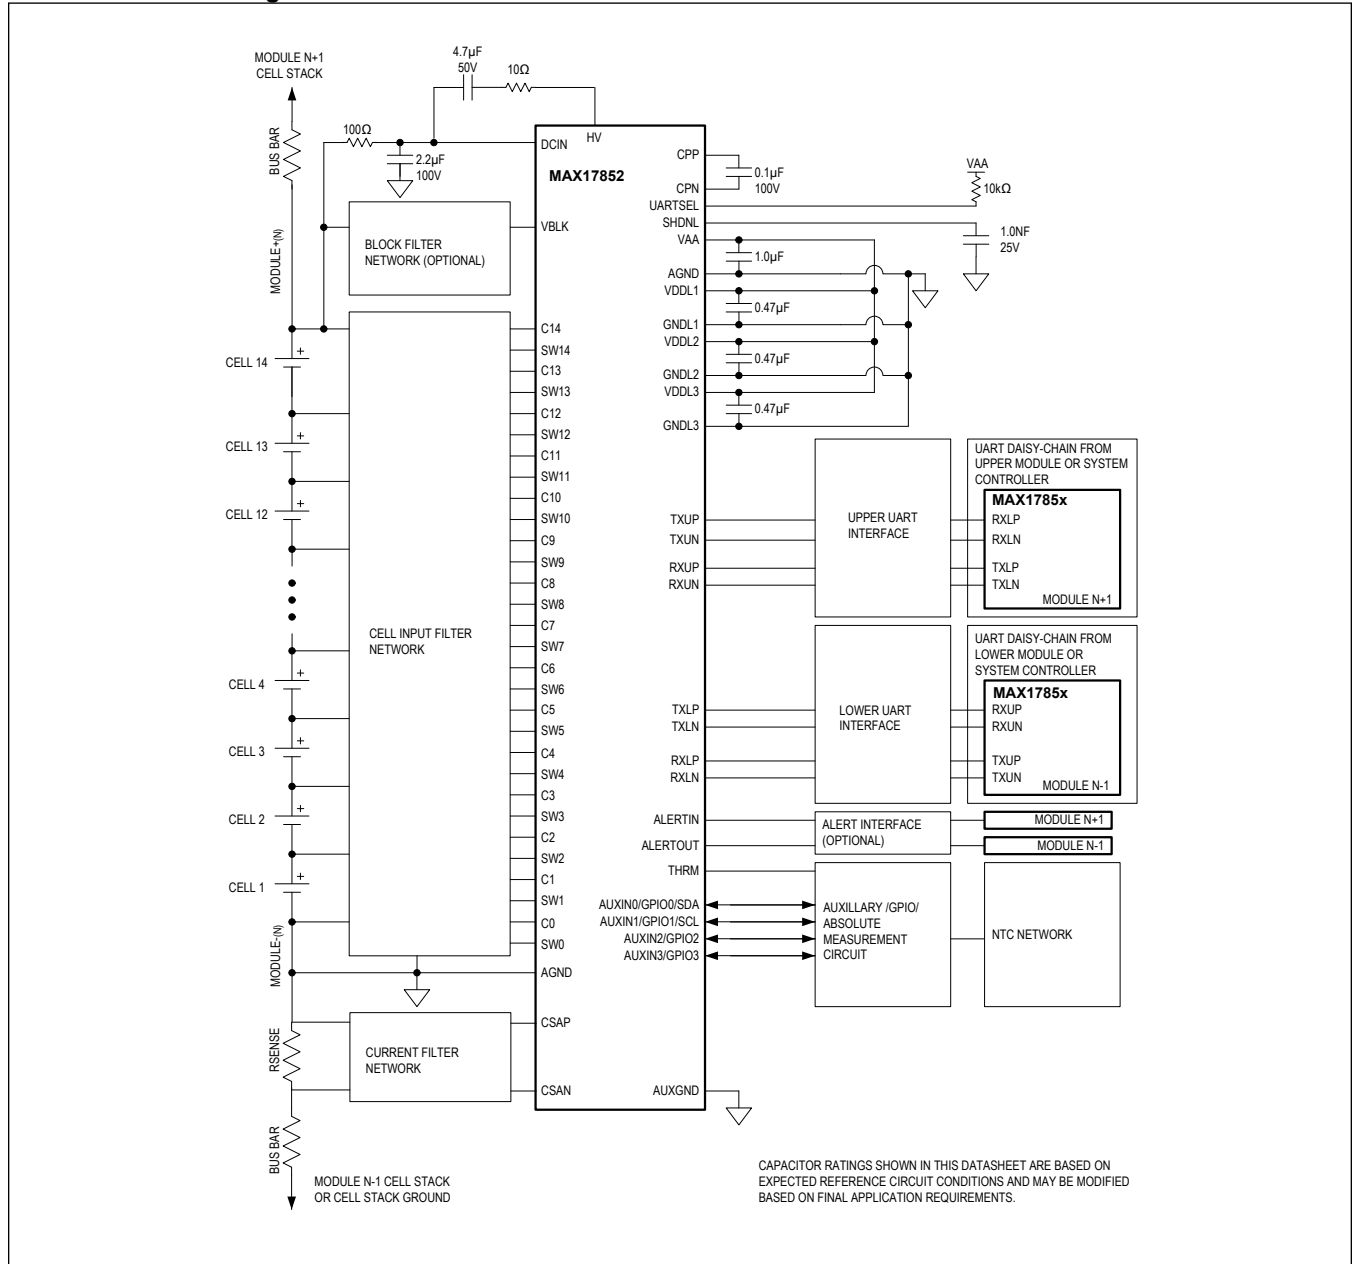 MODULE N+1
CELL STACK
4.7µF
50V
10Ω
BUS BAR
100Ω
2.2µF
100V
MODULE+(N)
BLOCK FILTER
NETWORK (OPTIONAL)
CELL 14
+
CELL 13
+
CELL 12
+
CELL 4
+
CELL 3
+
CELL 2
+
CELL 1
+
CELL INPUT FILTER
NETWORK
MODULE-(N)
RSENSE
CURRENT FILTER
NETWORK
BUS BAR
MODULE N-1 CELL STACK
OR CELL STACK GROUND
HV
DCIN
MAX17852
VBLK
C14
SW14
C13
SW13
C12
SW12
C11
SW11
C10
SW10
C9
SW9
C8
SW8
C7
SW7
C6
SW6
C5
SW5
C4
SW4
C3
SW3
C2
SW2
C1
SW1
C0
SW0
AGND
CSAP
CSAN
CPP
CPN
UARTSEL
SHDNL
VAA
AGND
VDDL1
GNDL1
VDDL2
GNDL2
VDDL3
GNDL3
TXUP
TXUN
RXUP
RXUN
TXLP
TXLN
RXLP
RXLN
ALERTIN
ALERTOUT
THRM
AUXIN0/GPIO0/SDA
AUXIN1/GPIO1/SCL
AUXIN2/GPIO2
AUXIN3/GPIO3
AUXGND
0.1µF
100V
VAA
10kΩ
1.0NF
25V
1.0µF
0.47µF
0.47µF
0.47µF
UPPER UART
INTERFACE
UART DAISY-CHAIN FROM
UPPER MODULE OR SYSTEM
CONTROLLER
MAX1785x
RXLP
RXLN
TXLP
TXLN
MODULE N+1
LOWER UART
INTERFACE
UART DAISY-CHAIN FROM
LOWER MODULE OR
SYSTEM CONTROLLER
MAX1785x
RXUP
RXUN
TXUP
TXUN
MODULE N-1
ALERT INTERFACE
(OPTIONAL)
MODULE N+1
MODULE N-1
AUXILLARY /GPIO/
ABSOLUTE
MEASUREMENT
CIRCUIT
NTC NETWORK
CAPACITOR RATINGS SHOWN IN THIS DATASHEET ARE BASED ON
EXPECTED REFERENCE CIRCUIT CONDITIONS AND MAY BE MODIFIED
BASED ON FINAL APPLICATION REQUIREMENTS.